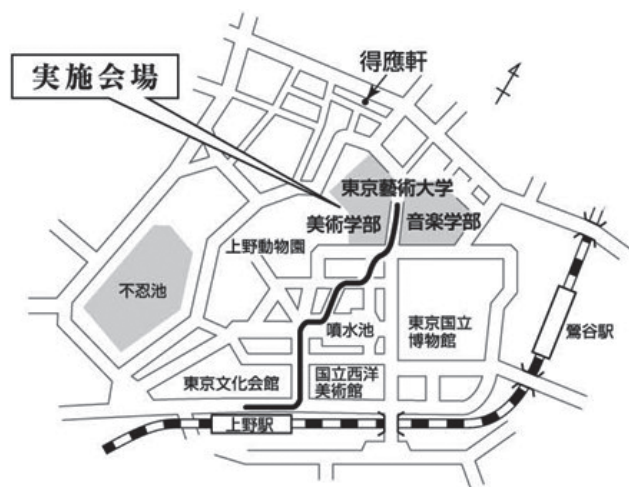 得應軒
実施会場
東京藝術大学
美術学部
音楽学部
上野動物園
不忍池
噴水池
東京国立
博物館
鶯谷駅
東京文化会館
国立西洋
美術館
上野駅